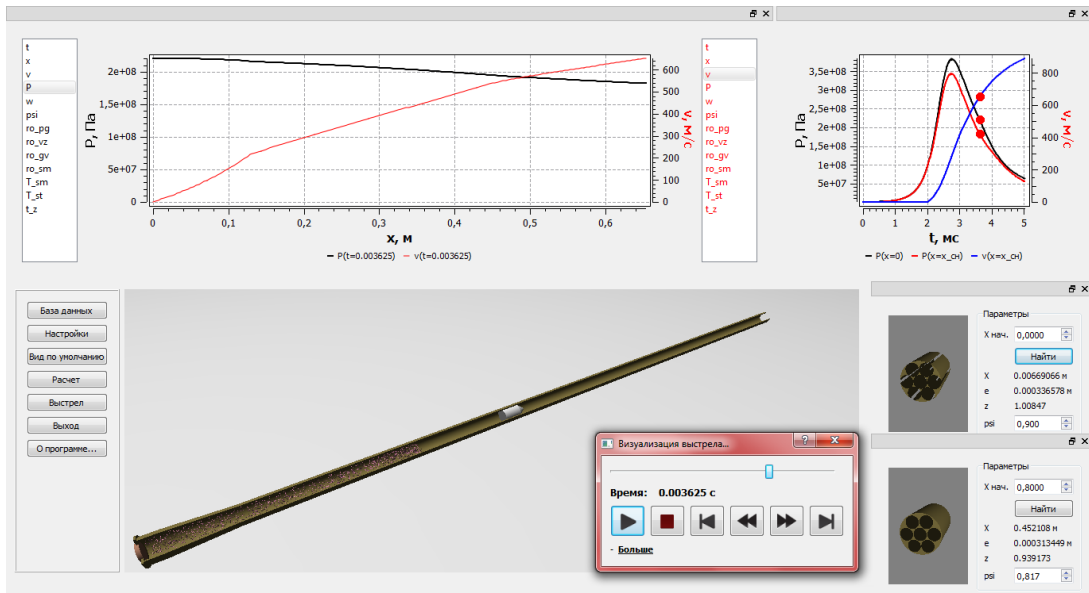 t
x
v
P
w
psi
ro_pg
ro_vz
ro_gv
ro_sm
T_sm
T_st
t_z
P, Па
2e+08
1,5e+08
1e+08
5e+07
0
600
500
400
300
200
100
0
v, м/с
0
0,1
0,2
0,3
0,4
0,5
0,6
x, м
P(t=0.003625)
v(t=0.003625)
t
x
v
P
w
psi
ro_pg
ro_vz
ro_gv
ro_sm
T_sm
T_st
t_z
P, Па
3,5e+08
3e+08
2,5e+08
2e+08
1,5e+08
1e+08
5e+07
800
600
400
200
0
v, м/с
0
1
2
3
4
5
t, мс
P(x=0)
P(x=x_сн)
v(x=x_сн)
База данных
Настройки
Вид по умолчанию
Расчет
Выстрел
Выход
О программе...
Визуализация выстрела...
Время: 0.003625 с
- Больше
Параметры
X нач. 0,0000
Найти
X 0.00669066 м
e 0.000336578 м
z 1.00847
psi 0,900
Параметры
X нач. 0,8000
Найти
X 0.452108 м
e 0.000313449 м
z 0.939173
psi 0,817